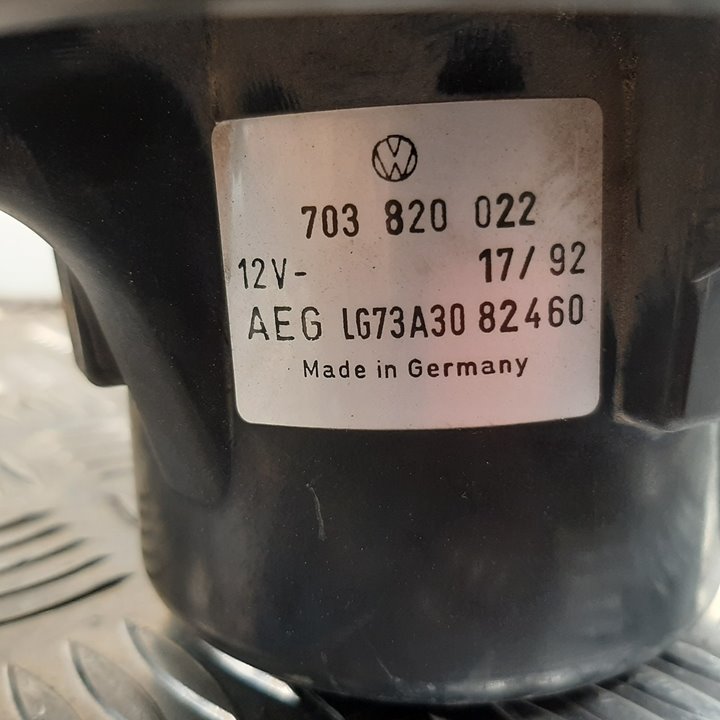 703 820 022
12V- 17/92
AEG LG73A30 82460
Made in Germany